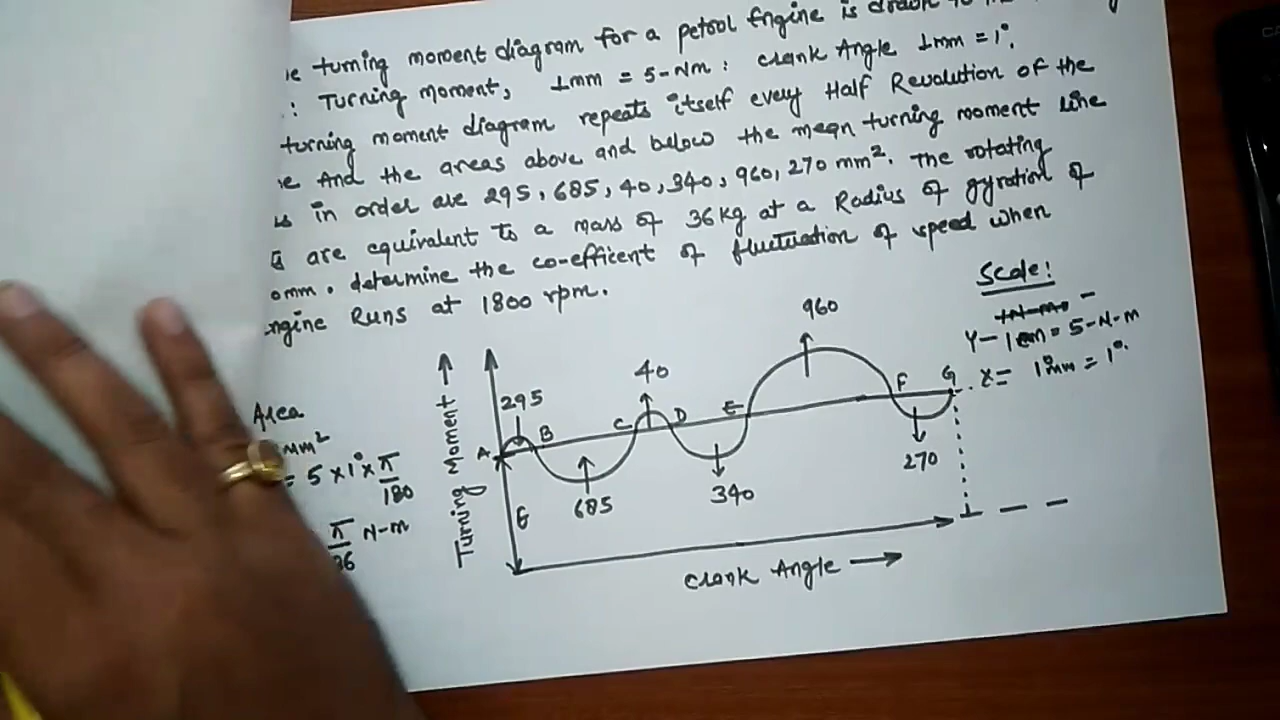 turning moment diagram for a petrol Engine is drawn to
: Turning moment, 1mm = 5-Nm : crank Angle 1mm = 1°.
turning moment diagram repeats itself every Half Revolution of the
And the areas above and below the mean turning moment line
in order are 295, 685, 40, 340, 960, 270 mm². The rotating
are equivalent to a mass of 36kg at a Radius of gyration of
omm. determine the co-efficent of fluctuation of speed when
Engine Runs at 1800 rpm.
Scale:
Y- 1cm = 5-N-m
X = 1mm = 1°.
Area
mm²
= 5 x 1° x π/180
π/36 N-m
Turning Moment →
295
685
40
340
960
270
A
B
C
D
E
F
G
Crank Angle →